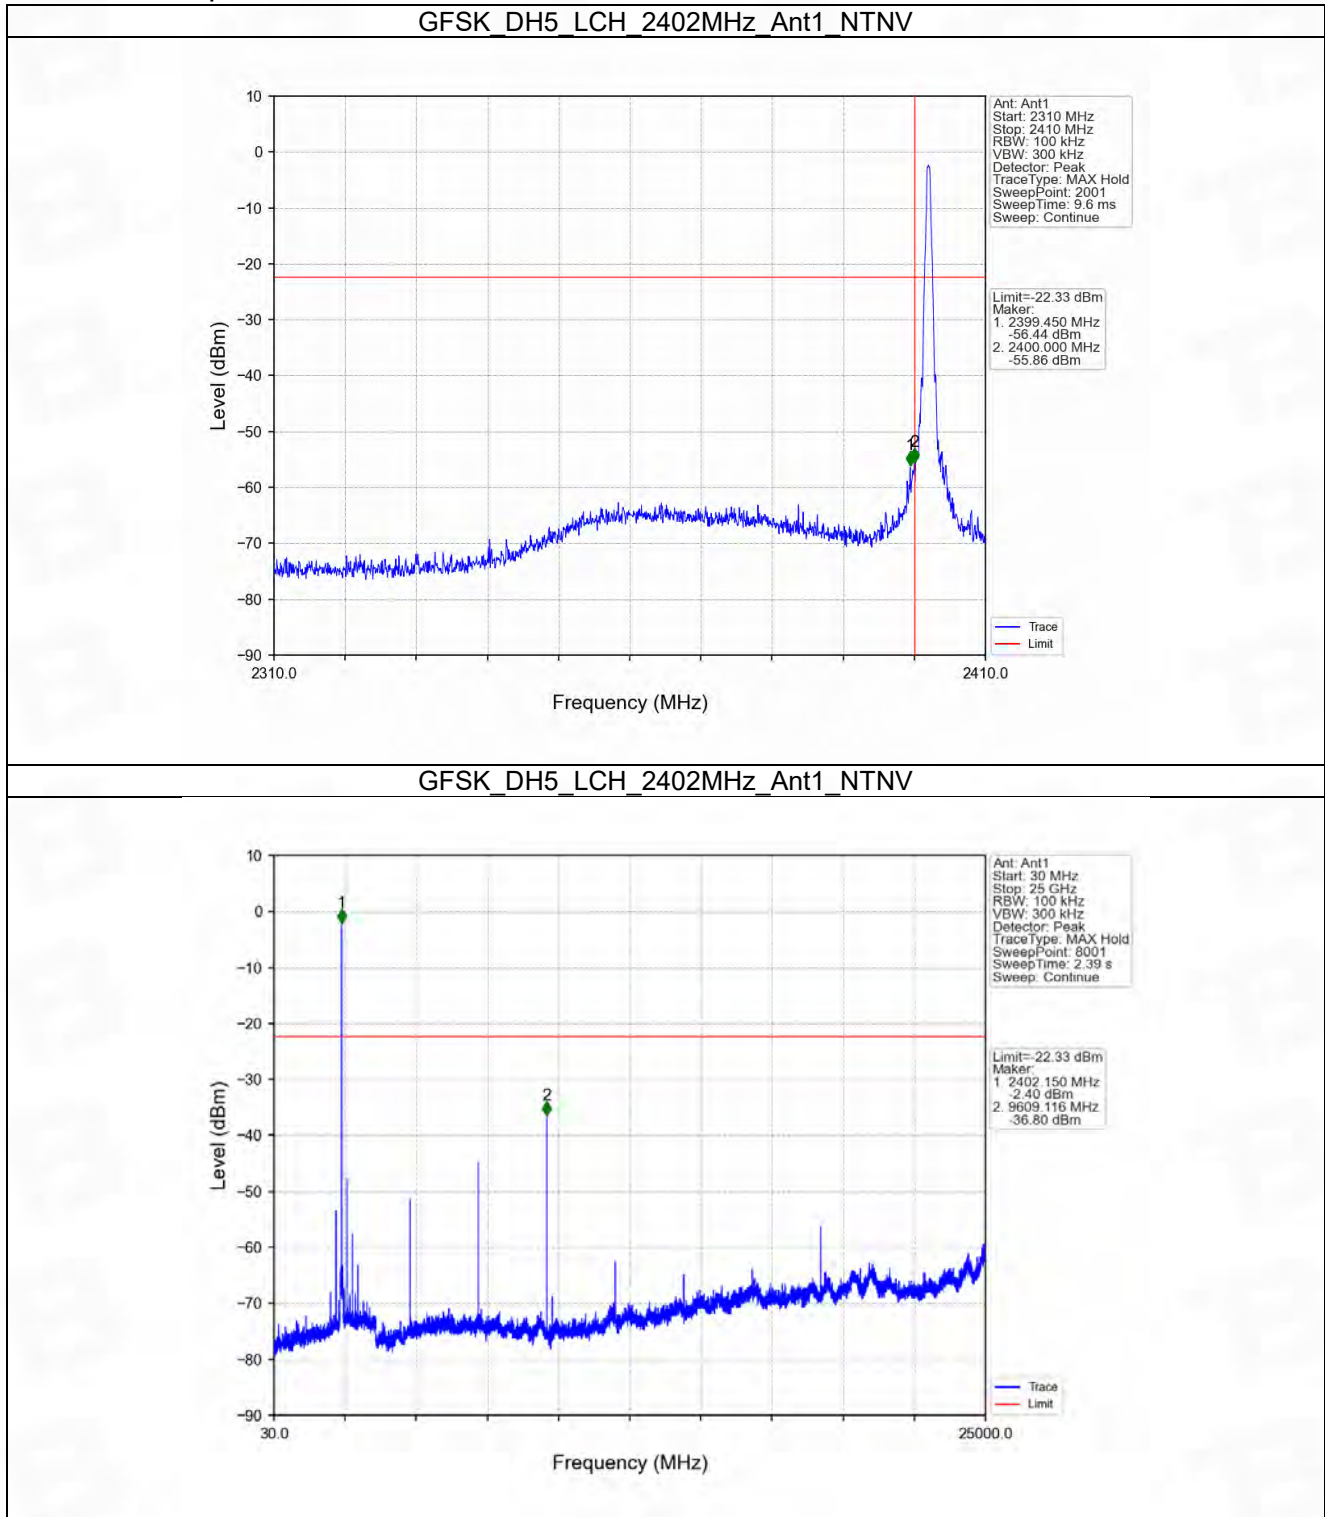 GFSK_DH5_LCH_2402MHz_Ant1_NTNV
10
0
−10
−20
−30
−40
−50
−60
−70
−80
−90
Level (dBm)
2310.0
2410.0
Frequency (MHz)
1
2
Ant: Ant1
Start: 2310 MHz
Stop: 2410 MHz
RBW: 100 kHz
VBW: 300 kHz
Detector: Peak
TraceType: MAX Hold
SweepPoint: 2001
SweepTime: 9.6 ms
Sweep: Continue
Limit=-22.33 dBm
Maker:
1. 2399.450 MHz
-56.44 dBm
2. 2400.000 MHz
-55.86 dBm
Trace
Limit
GFSK_DH5_LCH_2402MHz_Ant1_NTNV
10
0
−10
−20
−30
−40
−50
−60
−70
−80
−90
Level (dBm)
30.0
25000.0
Frequency (MHz)
1
2
Ant: Ant1
Start: 30 MHz
Stop: 25 GHz
RBW: 100 kHz
VBW: 300 kHz
Detector: Peak
TraceType: MAX Hold
SweepPoint: 8001
SweepTime: 2.39 s
Sweep: Continue
Limit=-22.33 dBm
Maker:
1. 2402.150 MHz
-2.40 dBm
2. 9609.116 MHz
-36.80 dBm
Trace
Limit